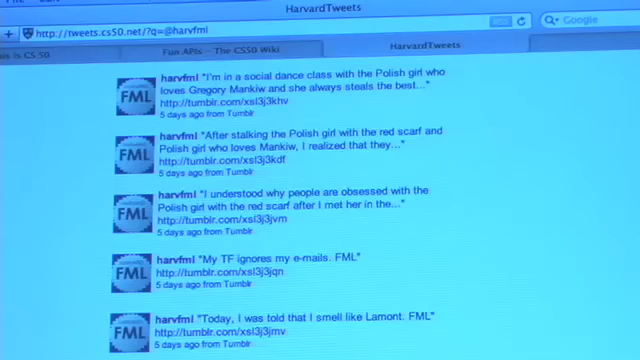 HarvardTweets
http://tweets.cs50.net/?q=@harvfml
RSS
Google
his is CS 50
Fun APIs - The CS50 Wiki
HarvardTweets
harvfml "I'm in a social dance class with the Polish girl who
loves Gregory Mankiw and she always steals the best..."
http://tumblr.com/xsl3j3khv
5 days ago from Tumblr
FML
harvfml "After stalking the Polish girl with the red scarf and
Polish girl who loves Mankiw, I realized that they..."
http://tumblr.com/xsl3j3kdf
5 days ago from Tumblr
FML
harvfml "I understood why people are obsessed with the
Polish girl with the red scarf after I met her in the..."
http://tumblr.com/xsl3j3jvm
5 days ago from Tumblr
FML
harvfml "My TF ignores my e-mails. FML"
http://tumblr.com/xsl3j3jqn
5 days ago from Tumblr
FML
harvfml "Today, I was told that I smell like Lamont. FML"
http://tumblr.com/xsl3j3jmv
5 days ago from Tumblr
FML